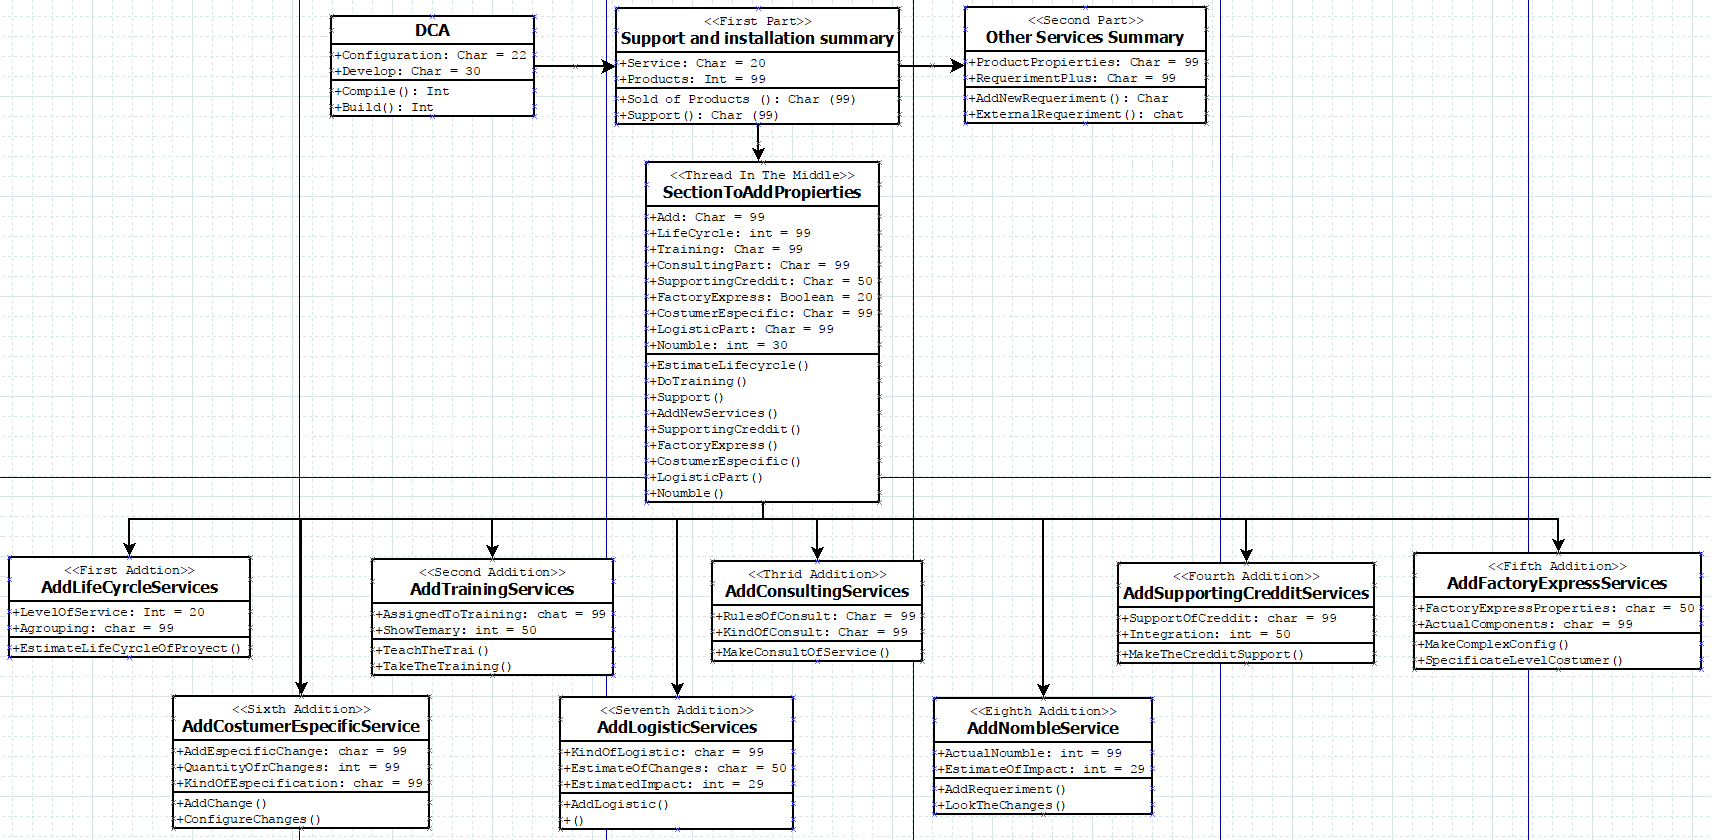 DCA
+Configuration: Char = 22
+Develop: Char = 30
+Compile(): Int
+Build(): Int
<<First Part>>
Support and installation summary
+Service: Char = 20
+Products: Int = 99
+Sold of Products (): Char (99)
+Support(): Char (99)
<<Second Part>>
Other Services Summary
+ProductPropierties: Char = 99
+RequerimentPlus: Char = 99
+AddNewRequeriment(): Char
+ExternalRequeriment(): chat
<<Thread In The Middle>>
SectionToAddPropierties
+Add: Char = 99
+LifeCyrcle: int = 99
+Training: Char = 99
+ConsultingPart: Char = 99
+SupportingCreddit: Char = 50
+FactoryExpress: Boolean = 20
+CostumerEspecific: Char = 99
+LogisticPart: Char = 99
+Noumble: int = 30
+EstimateLifecyrcle()
+DoTraining()
+Support()
+AddNewServices()
+SupportingCreddit()
+FactoryExpress()
+CostumerEspecific()
+LogisticPart()
+Noumble()
<<First Addtion>>
AddLifeCyrcleServices
+LevelOfService: Int = 20
+Agrouping: char = 99
+EstimateLifeCyrcleOfProyect()
<<Second Addition>>
AddTrainingServices
+AssignedToTraining: chat = 99
+ShowTemary: int = 50
+TeachTheTrai()
+TakeTheTraining()
<<Thrid Addition>>
AddConsultingServices
+RulesOfConsult: Char = 99
+KindOfConsult: Char = 99
+MakeConsultOfService()
<<Fourth Addition>>
AddSupportingCredditServices
+SupportOfCreddit: char = 99
+Integration: int = 50
+MakeTheCredditSupport()
<<Fifth Addition>>
AddFactoryExpressServices
+FactoryExpressProperties: char = 50
+ActualComponents: char = 99
+MakeComplexConfig()
+SpecificateLevelCostumer()
<<Sixth Addition>>
AddCostumerEspecificService
+AddEspecificChange: char = 99
+QuantityOfrChanges: int = 99
+KindOfEspecification: char = 99
+AddChange()
+ConfigureChanges()
<<Seventh Addition>>
AddLogisticServices
+KindOfLogistic: char = 99
+EstimateOfChanges: char = 50
+EstimatedImpact: int = 29
+AddLogistic()
+()
<<Eighth Addition>>
AddNombleService
+ActualNoumble: int = 99
+EstimateOfImpact: int = 29
+AddRequeriment()
+LookTheChanges()